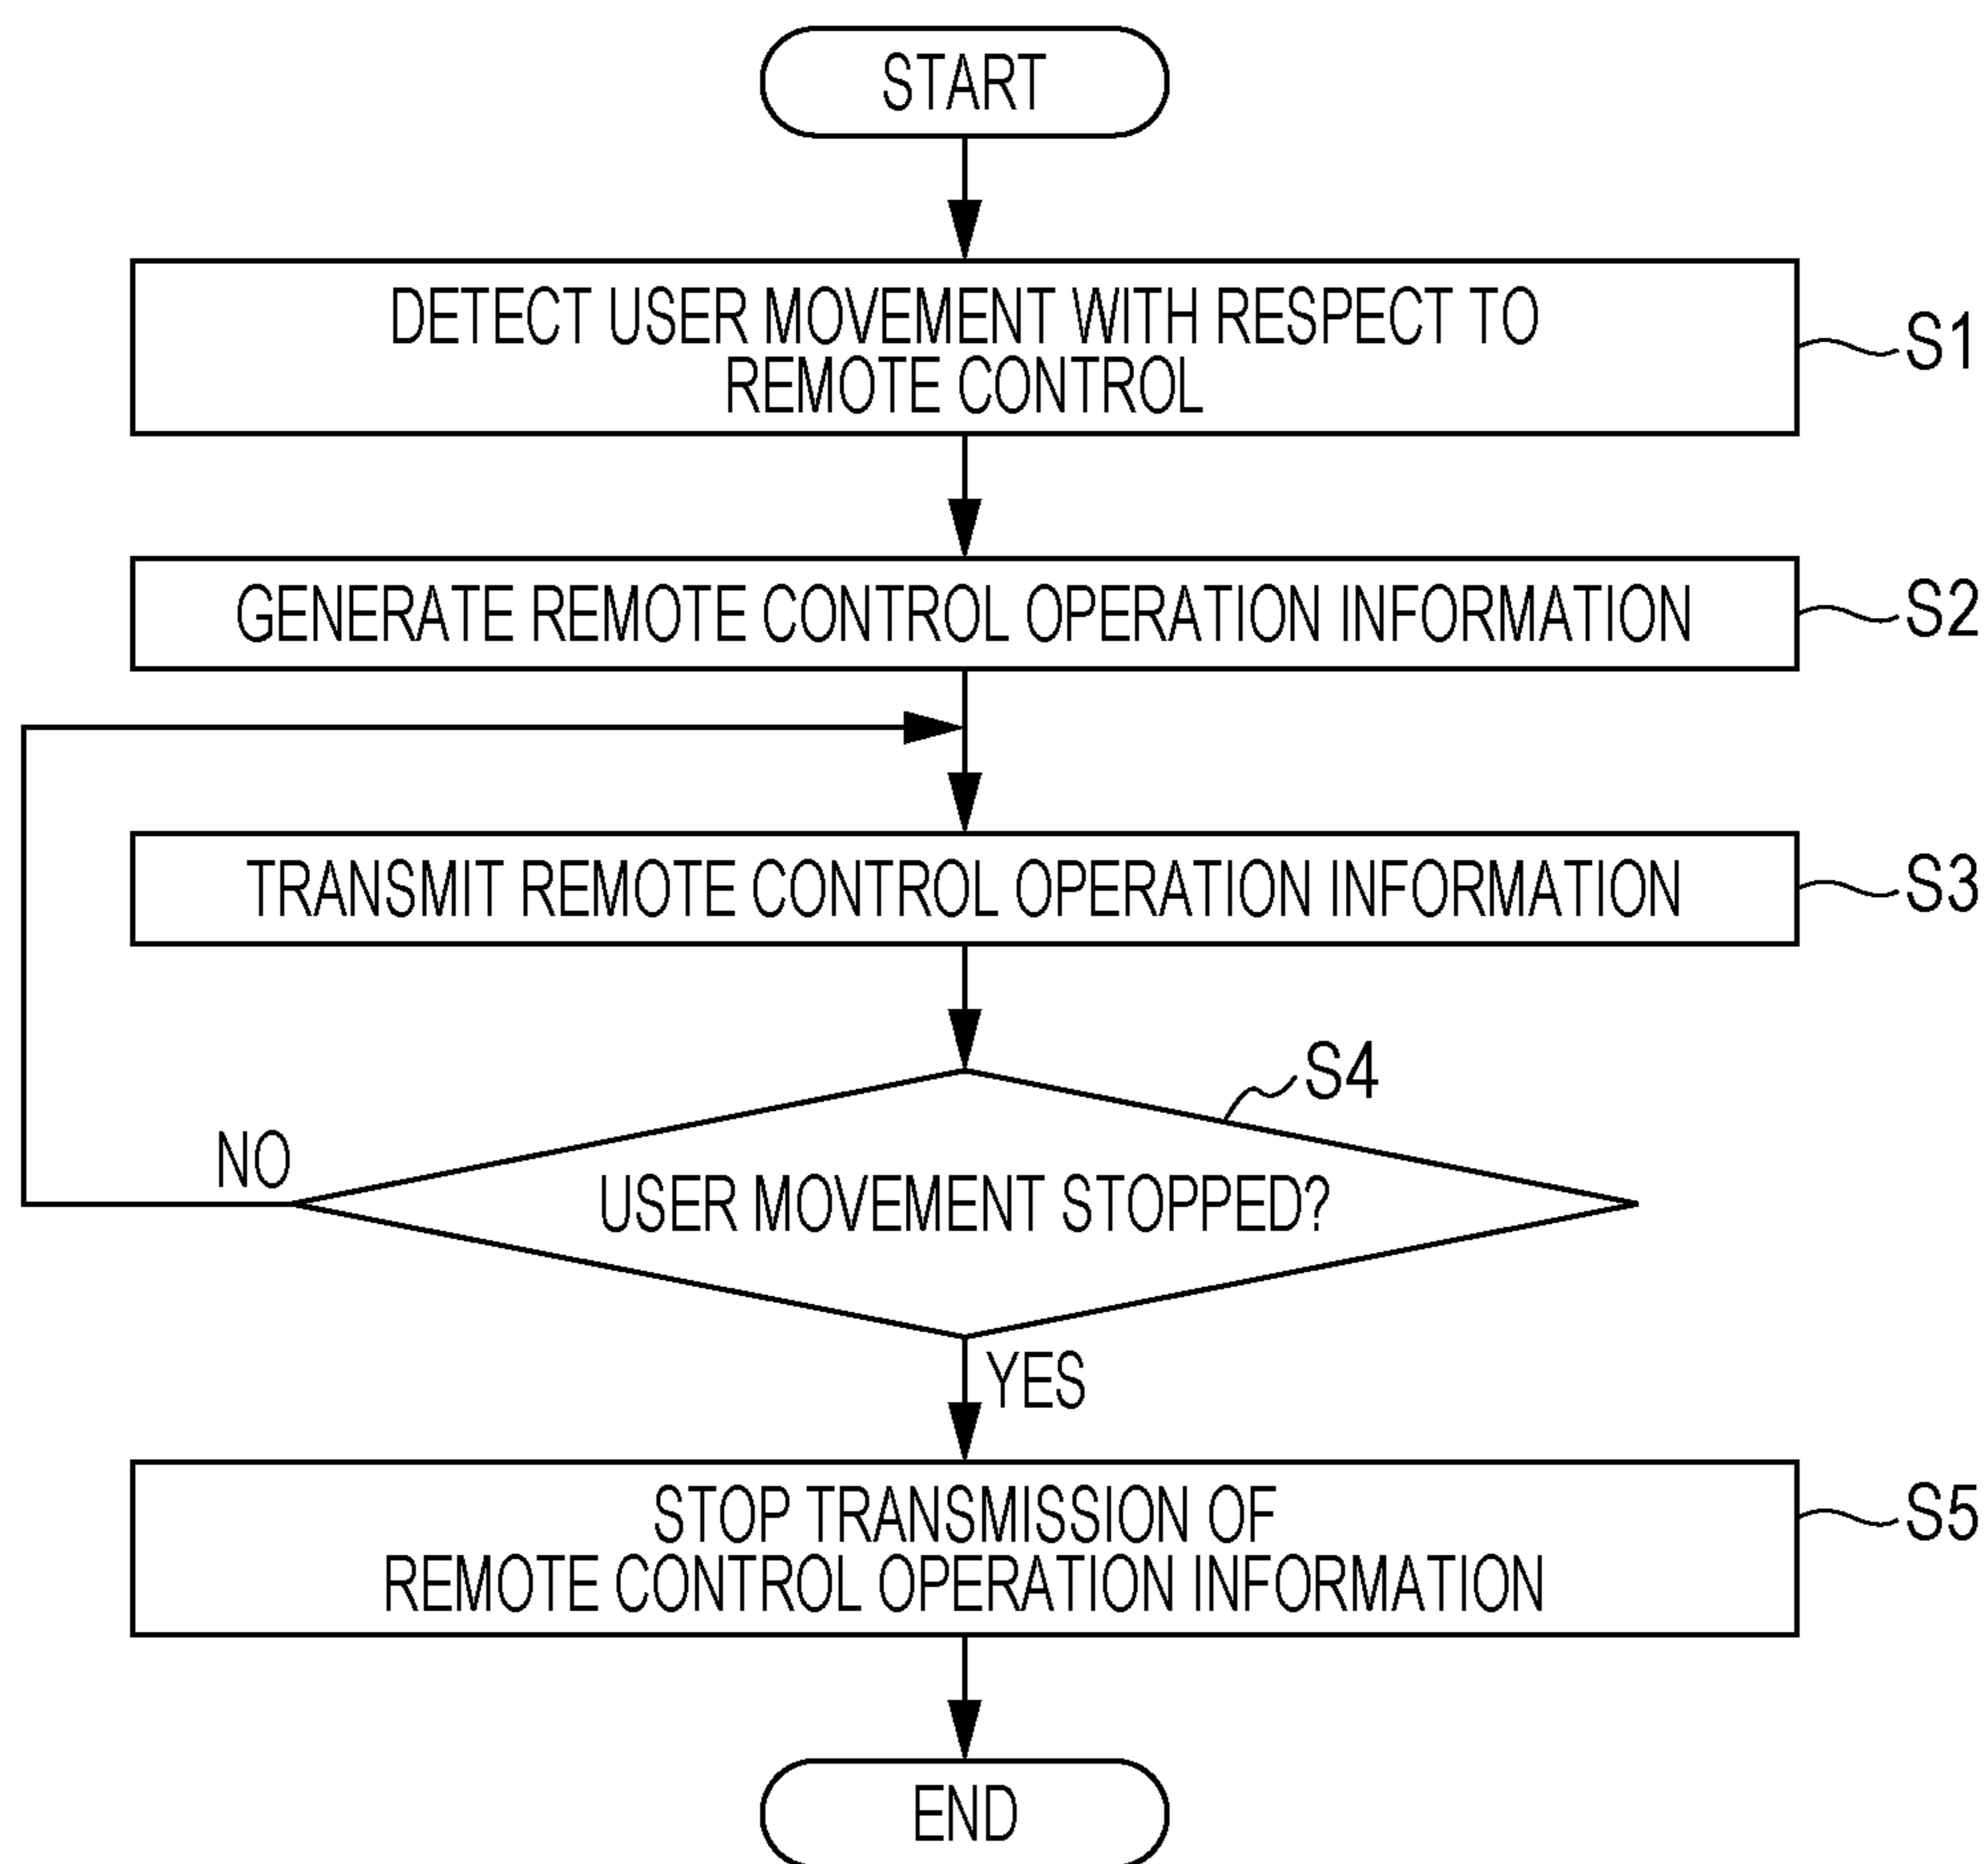 START
DETECT USER MOVEMENT WITH RESPECT TO
REMOTE CONTROL
S1
GENERATE REMOTE CONTROL OPERATION INFORMATION
S2
TRANSMIT REMOTE CONTROL OPERATION INFORMATION
S3
S4
NO
USER MOVEMENT STOPPED?
YES
STOP TRANSMISSION OF
REMOTE CONTROL OPERATION INFORMATION
S5
END